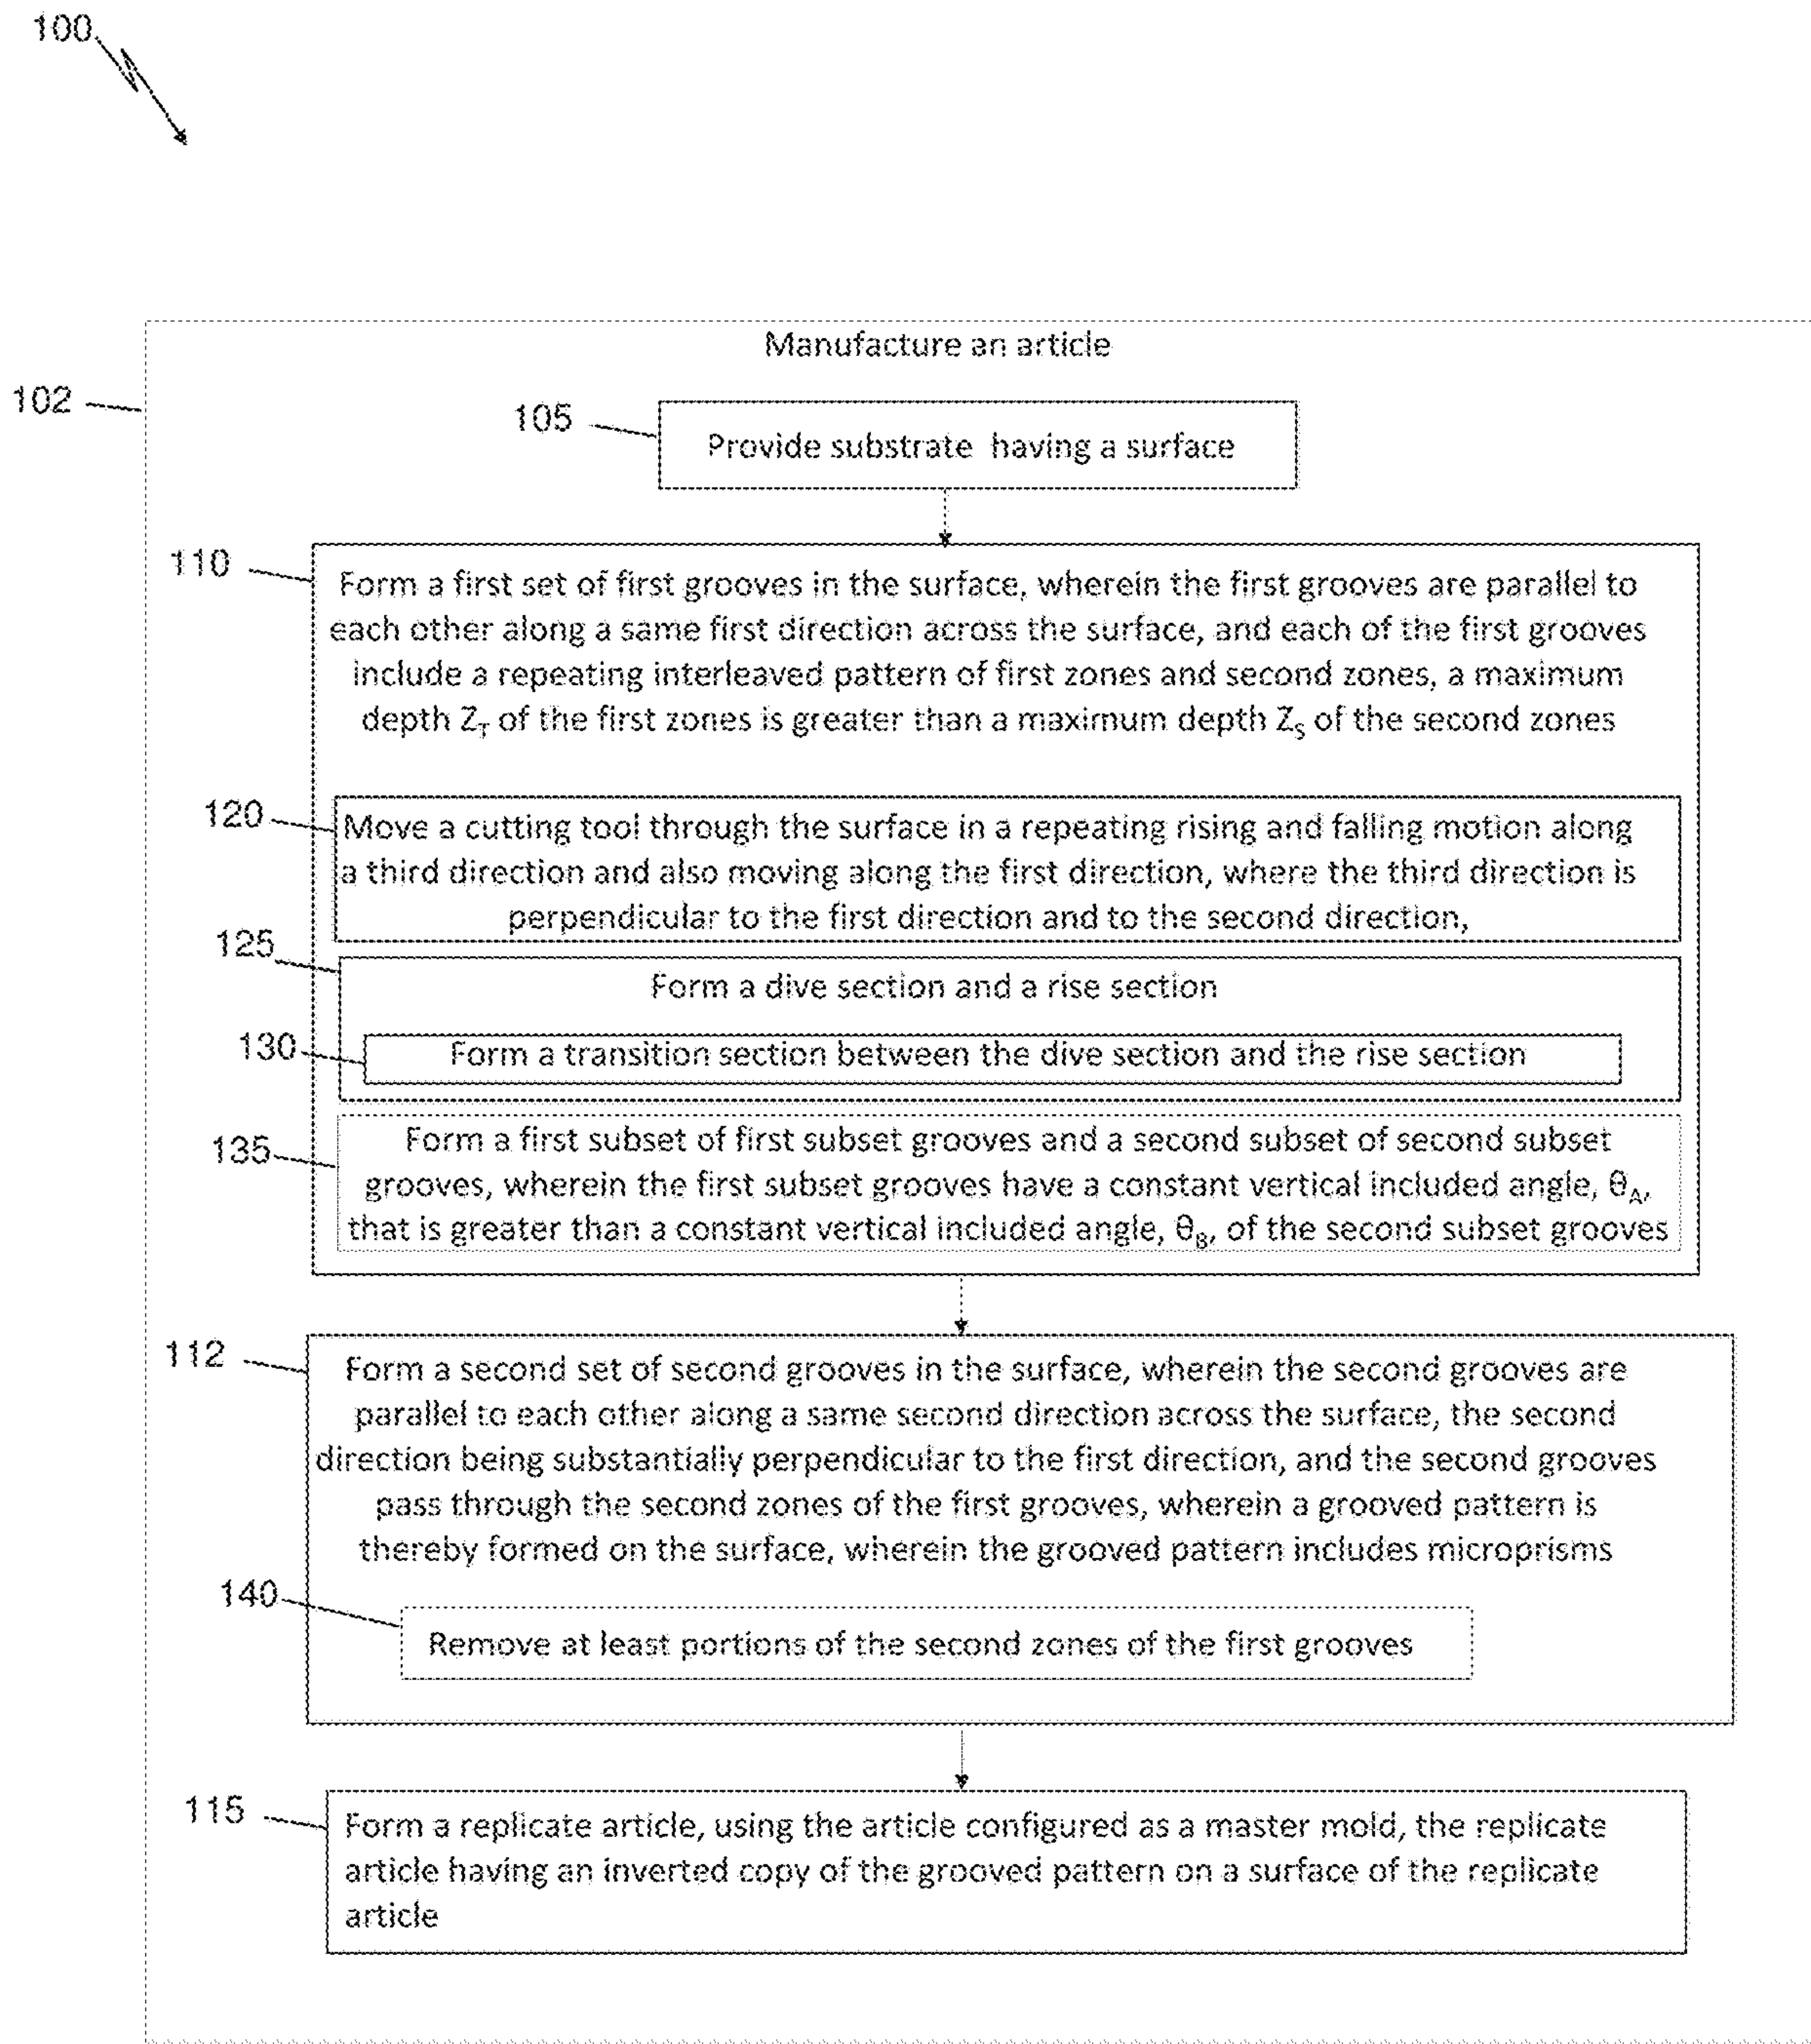 100
Manufacture an article
102
105
Provide substrate having a surface
110
Form a first set of first grooves in the surface, wherein the first grooves are parallel to
each other along a same first direction across the surface, and each of the first grooves
include a repeating interleaved pattern of first zones and second zones, a maximum
depth Z_T of the first zones is greater than a maximum depth Z_S of the second zones
120
Move a cutting tool through the surface in a repeating rising and falling motion along
a third direction and also moving along the first direction, where the third direction is
perpendicular to the first direction and to the second direction,
125
Form a dive section and a rise section
130
Form a transition section between the dive section and the rise section
135
Form a first subset of first subset grooves and a second subset of second subset
grooves, wherein the first subset grooves have a constant vertical included angle, θ_A,
that is greater than a constant vertical included angle, θ_B, of the second subset grooves
112
Form a second set of second grooves in the surface, wherein the second grooves are
parallel to each other along a same second direction across the surface, the second
direction being substantially perpendicular to the first direction, and the second grooves
pass through the second zones of the first grooves, wherein a grooved pattern is
thereby formed on the surface, wherein the grooved pattern includes microprisms
140
Remove at least portions of the second zones of the first grooves
115
Form a replicate article, using the article configured as a master mold, the replicate
article having an inverted copy of the grooved pattern on a surface of the replicate
article